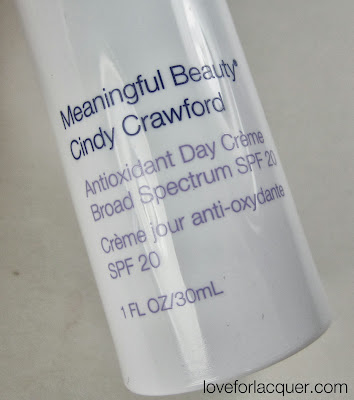 Meaningful Beauty®
Cindy Crawford
Antioxidant Day Crème
Broad Spectrum SPF 20
Crème jour anti-oxydante
SPF 20
1 FL OZ/30mL
loveforlacquer.com